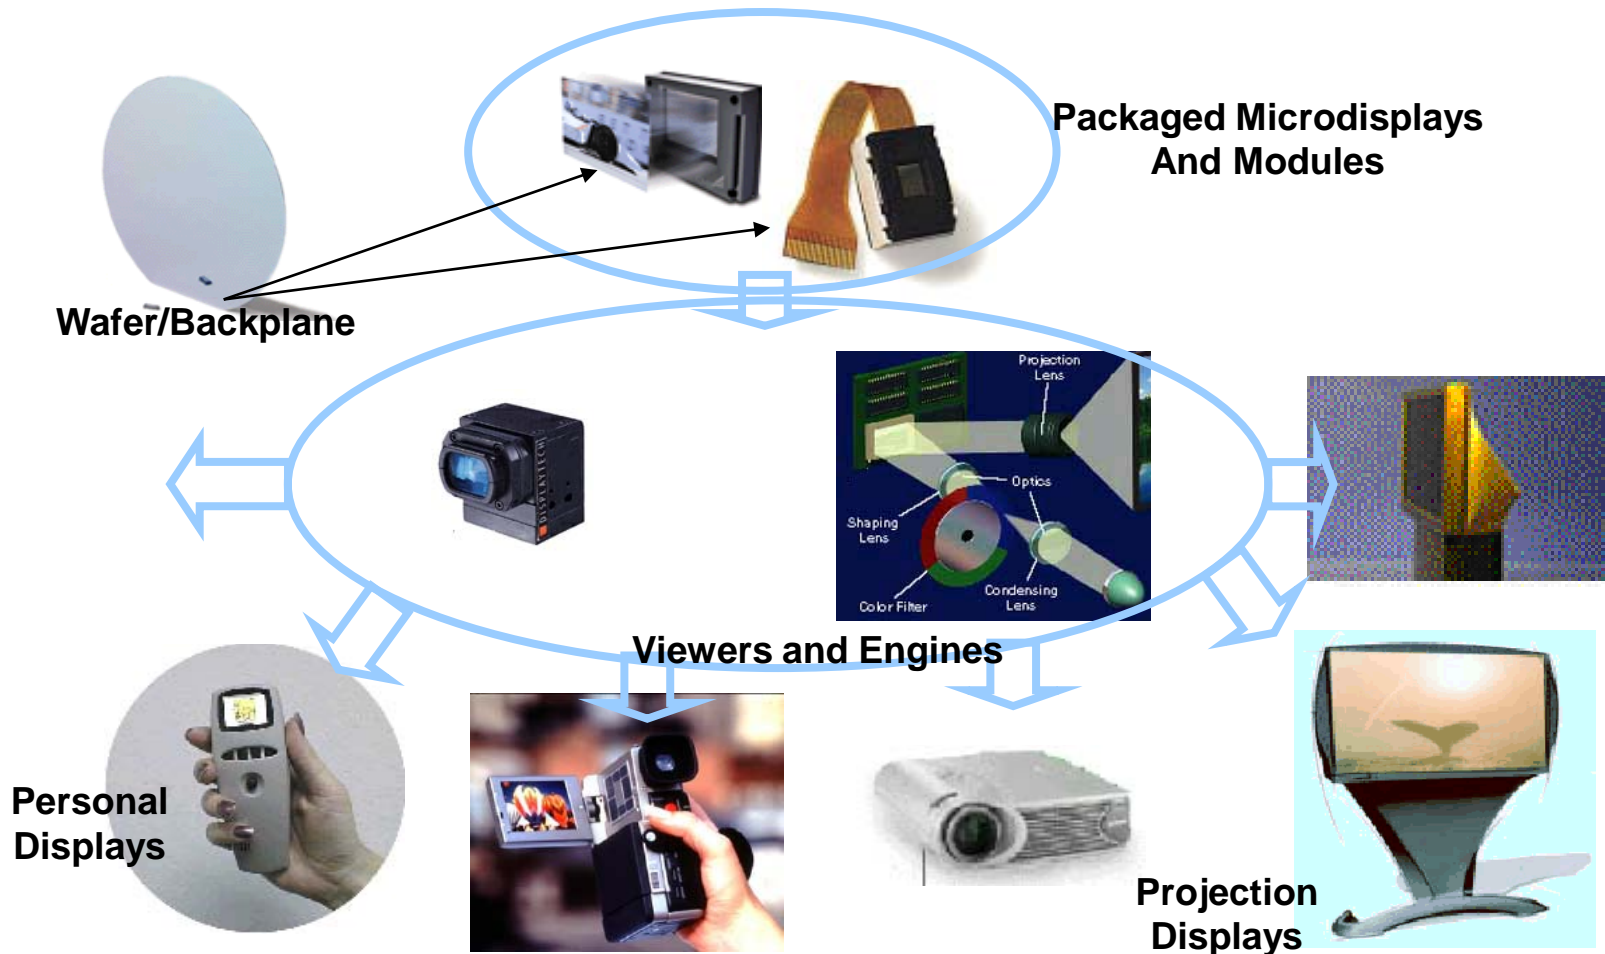 Packaged Microdisplays
And Modules
Wafer/Backplane
DISPLAYTECH
Projection
Lens
Optics
Shaping
Lens
Condensing
Lens
Color Filter
Viewers and Engines
Personal
Displays
Projection
Displays